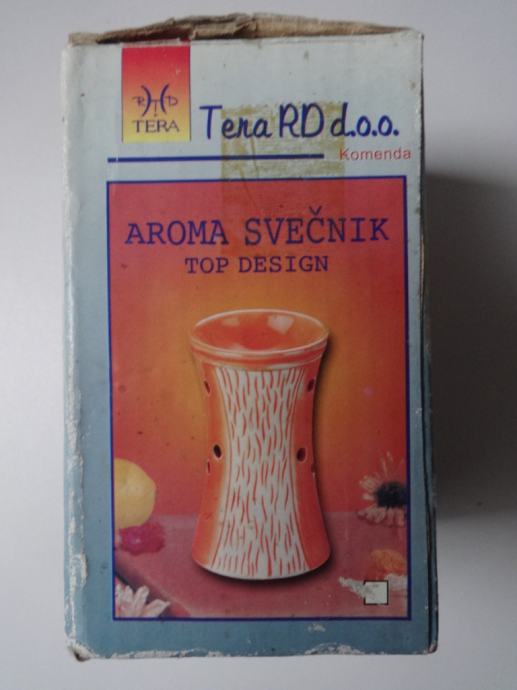 R D
TERA
Tera RD d.o.o.
Komenda
AROMA SVEČNIK
TOP DESIGN